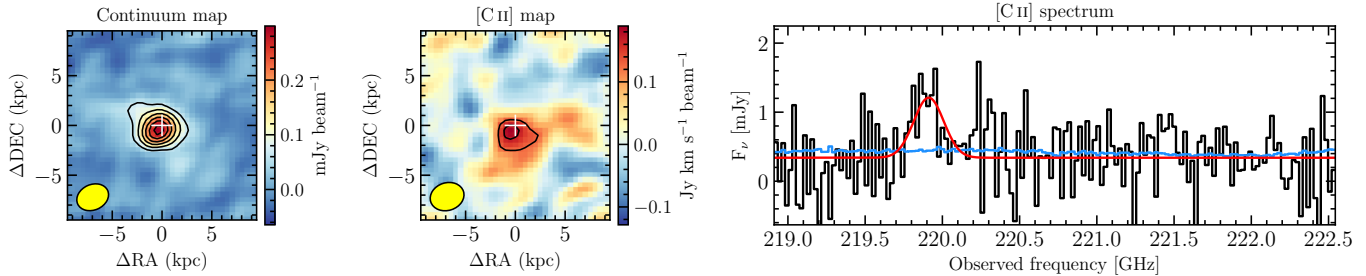 Continuum map
5
0
−5
ΔDEC (kpc)
−5 0 5
ΔRA (kpc)
0.2
0.1
0.0
mJy beam⁻¹
[C II] map
5
0
−5
ΔDEC (kpc)
−5 0 5
ΔRA (kpc)
0.1
0.0
−0.1
Jy km s⁻¹ beam⁻¹
[C II] spectrum
2
1
0
F_ν [mJy]
219.0 219.5 220.0 220.5 221.0 221.5 222.0 222.5
Observed frequency [GHz]